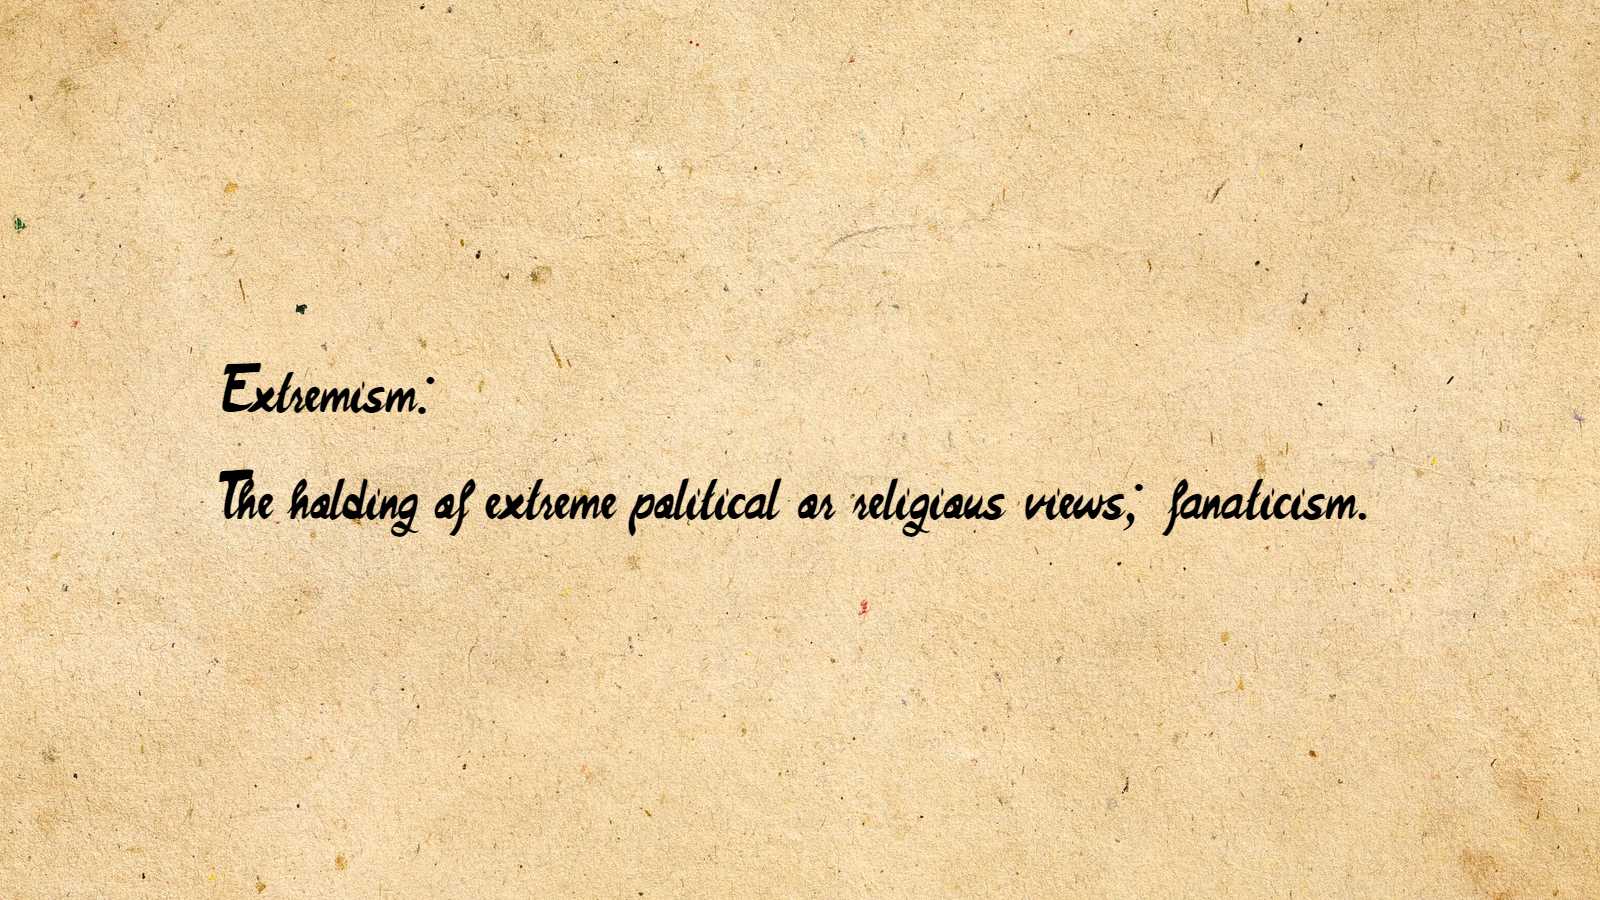 Extremism:
The holding of extreme political or religious views; fanaticism.